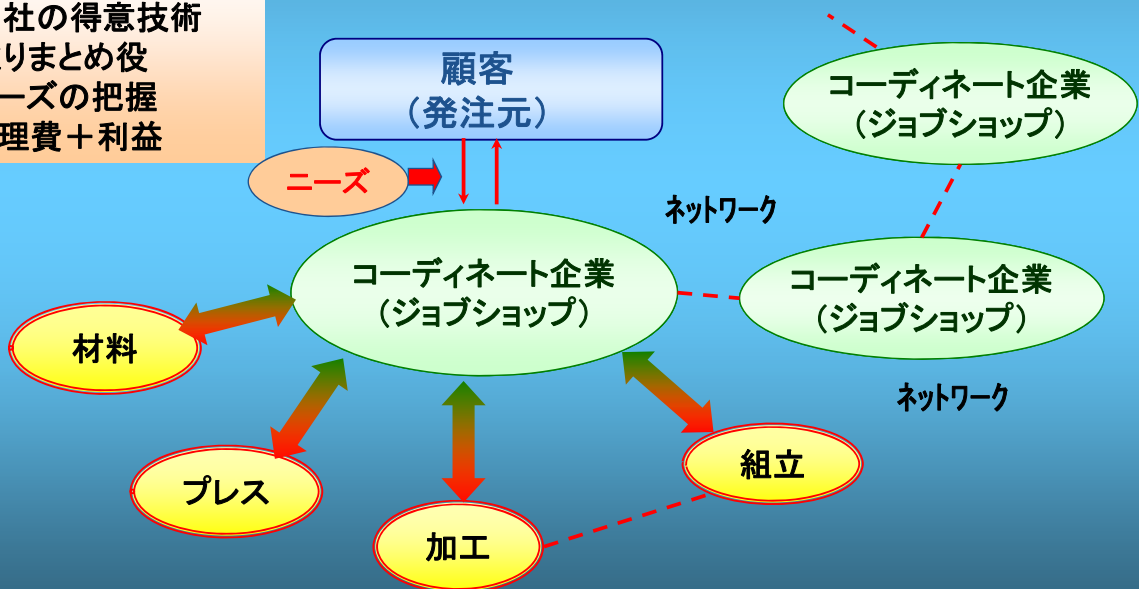 社の得意技術
りまとめ役
ーズの把握
理費＋利益
顧客
（発注元）
ニーズ
コーディネート企業
（ジョブショップ）
ネットワーク
コーディネート企業
（ジョブショップ）
コーディネート企業
（ジョブショップ）
ネットワーク
材料
プレス
加工
組立